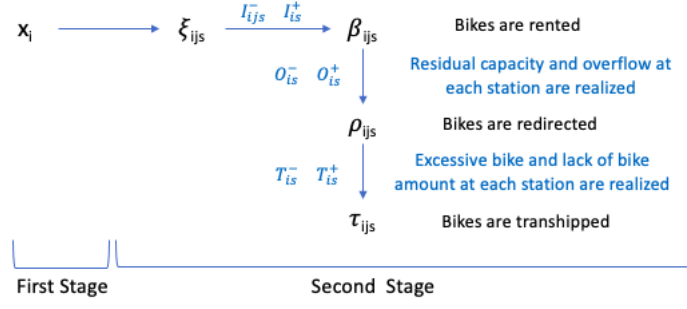 I⁻ᵢⱼₛ I⁺ᵢₛ
xᵢ ξᵢⱼₛ βᵢⱼₛ Bikes are rented
O⁻ᵢₛ O⁺ᵢₛ Residual capacity and overflow at
each station are realized
ρᵢⱼₛ Bikes are redirected
T⁻ᵢₛ T⁺ᵢₛ Excessive bike and lack of bike
amount at each station are realized
τᵢⱼₛ Bikes are transhipped
First Stage Second Stage